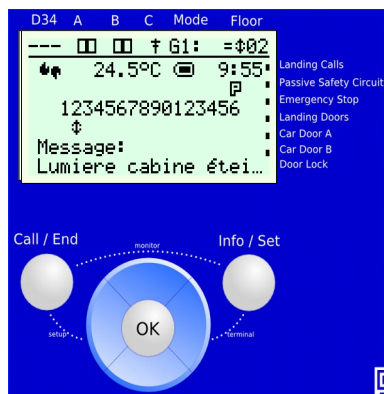 D34 A B C Mode Floor
--- G1: =⇕02
24.5ºC 9:55
P
1234567890123456
Message:
Lumiere cabine étei…
Landing Calls
Passive Safety Circuit
Emergency Stop
Landing Doors
Car Door A
Car Door B
Door Lock
Call / End
monitor
Info / Set
setup
OK
terminal